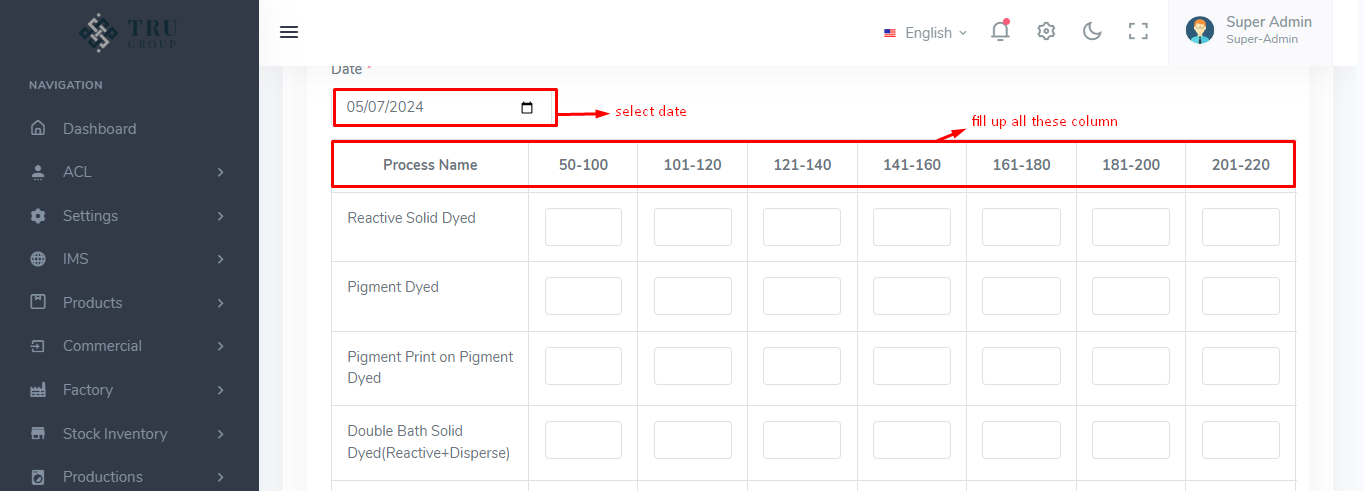 TRU
GROUP
English
Super Admin
Super-Admin
NAVIGATION
Dashboard
ACL
Settings
IMS
Products
Commercial
Factory
Stock Inventory
Productions
Date *
05/07/2024
select date
fill up all these column
Process Name 50-100 101-120 121-140 141-160 161-180 181-200 201-220
Reactive Solid Dyed
Pigment Dyed
Pigment Print on Pigment
Dyed
Double Bath Solid
Dyed(Reactive+Disperse)